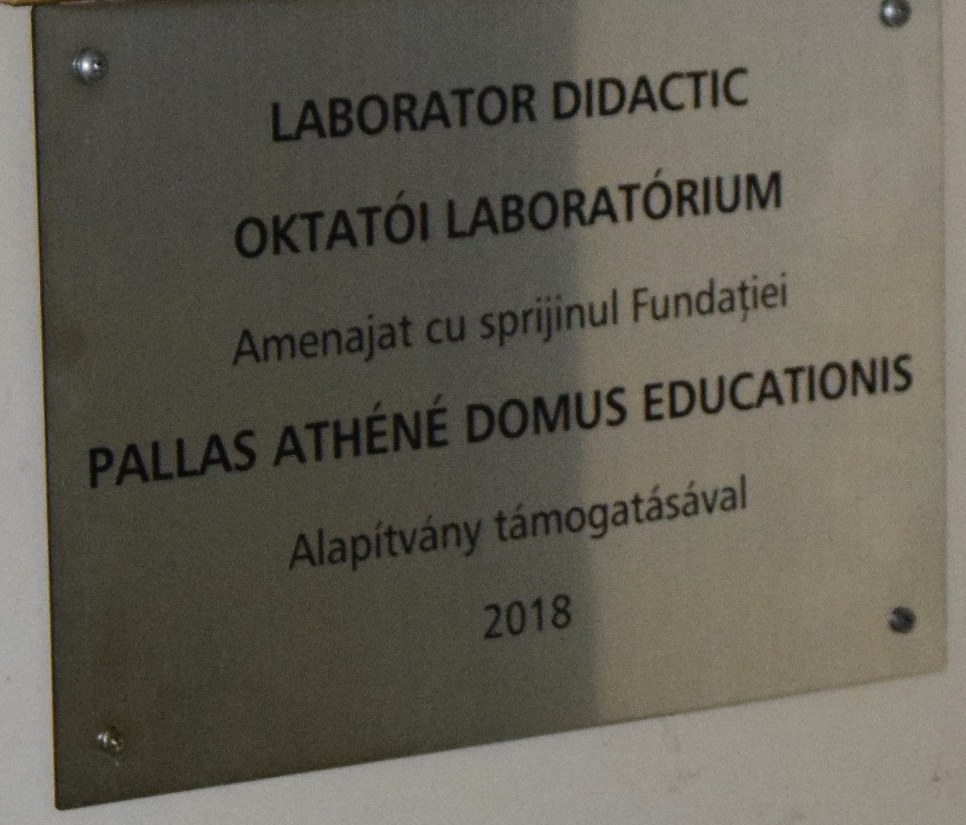 LABORATOR DIDACTIC
OKTATÓI LABORATÓRIUM
Amenajat cu sprijinul Fundației
PALLAS ATHÉNÉ DOMUS EDUCATIONIS
Alapítvány támogatásával
2018